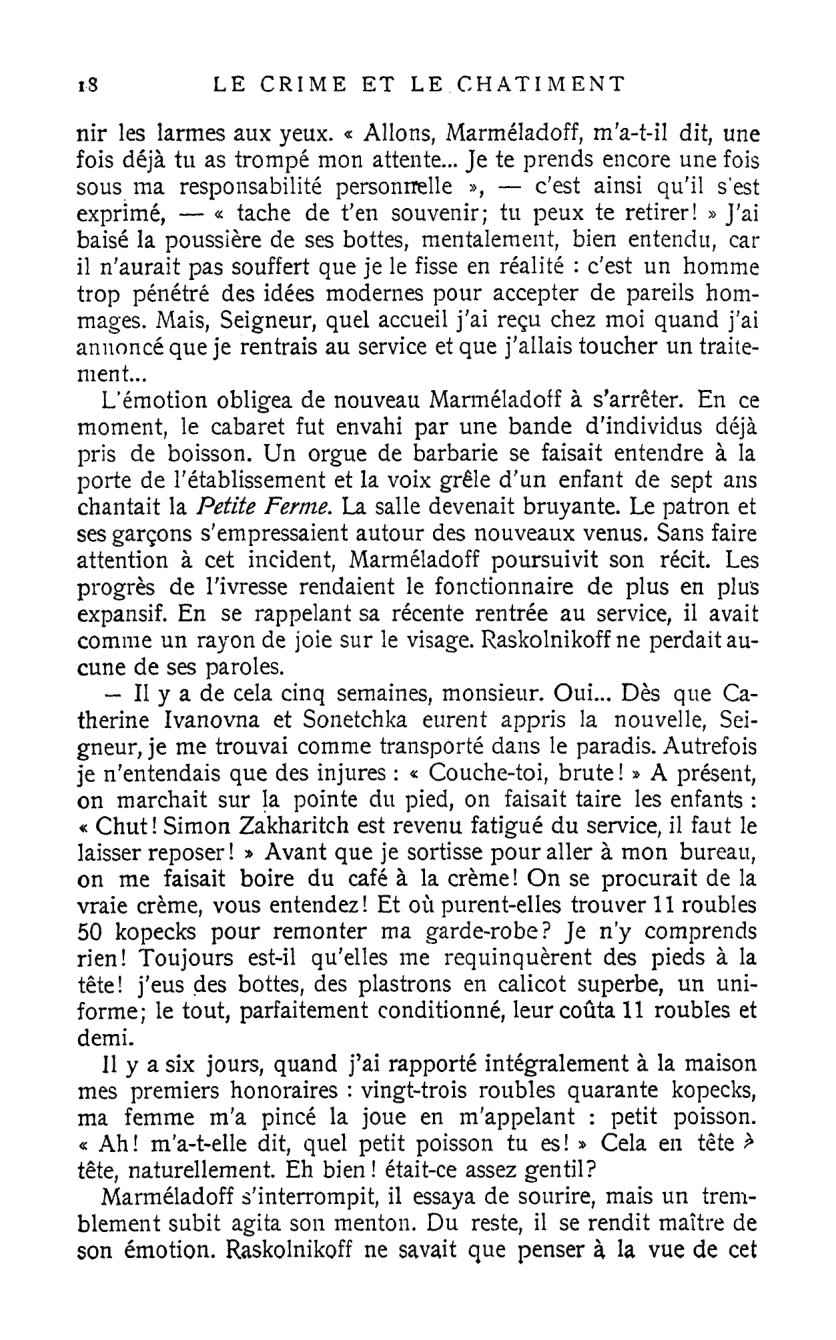 18 LE CRIME ET LE CHATIMENT
nir les larmes aux yeux. « Allons, Marméladoff, m'a-t-il dit, une
fois déjà tu as trompé mon attente... Je te prends encore une fois
sous ma responsabilité personnelle », — c'est ainsi qu'il s'est
exprimé, — « tache de t'en souvenir; tu peux te retirer! » J'ai
baisé la poussière de ses bottes, mentalement, bien entendu, car
il n'aurait pas souffert que je le fisse en réalité : c'est un homme
trop pénétré des idées modernes pour accepter de pareils hom-
mages. Mais, Seigneur, quel accueil j'ai reçu chez moi quand j'ai
annoncé que je rentrais au service et que j'allais toucher un traite-
ment...
L'émotion obligea de nouveau Marméladoff à s'arrêter. En ce
moment, le cabaret fut envahi par une bande d'individus déjà
pris de boisson. Un orgue de barbarie se faisait entendre à la
porte de l'établissement et la voix grêle d'un enfant de sept ans
chantait la Petite Ferme. La salle devenait bruyante. Le patron et
ses garçons s'empressaient autour des nouveaux venus. Sans faire
attention à cet incident, Marméladoff poursuivit son récit. Les
progrès de l'ivresse rendaient le fonctionnaire de plus en plus
expansif. En se rappelant sa récente rentrée au service, il avait
comme un rayon de joie sur le visage. Raskolnikoff ne perdait au-
cune de ses paroles.
— Il y a de cela cinq semaines, monsieur. Oui... Dès que Ca-
therine Ivanovna et Sonetchka eurent appris la nouvelle, Sei-
gneur, je me trouvai comme transporté dans le paradis. Autrefois
je n'entendais que des injures : « Couche-toi, brute! » A présent,
on marchait sur la pointe du pied, on faisait taire les enfants :
« Chut! Simon Zakharitch est revenu fatigué du service, il faut le
laisser reposer! » Avant que je sortisse pour aller à mon bureau,
on me faisait boire du café à la crème! On se procurait de la
vraie crème, vous entendez! Et où purent-elles trouver 11 roubles
50 kopecks pour remonter ma garde-robe? Je n'y comprends
rien! Toujours est-il qu'elles me requinquèrent des pieds à la
tête! j'eus des bottes, des plastrons en calicot superbe, un uni-
forme; le tout, parfaitement conditionné, leur coûta 11 roubles et
demi.
Il y a six jours, quand j'ai rapporté intégralement à la maison
mes premiers honoraires : vingt-trois roubles quarante kopecks,
ma femme m'a pincé la joue en m'appelant : petit poisson.
« Ah! m'a-t-elle dit, quel petit poisson tu es! » Cela en tête à
tête, naturellement. Eh bien! était-ce assez gentil?
Marméladoff s'interrompit, il essaya de sourire, mais un trem-
blement subit agita son menton. Du reste, il se rendit maître de
son émotion. Raskolnikoff ne savait que penser à la vue de cet